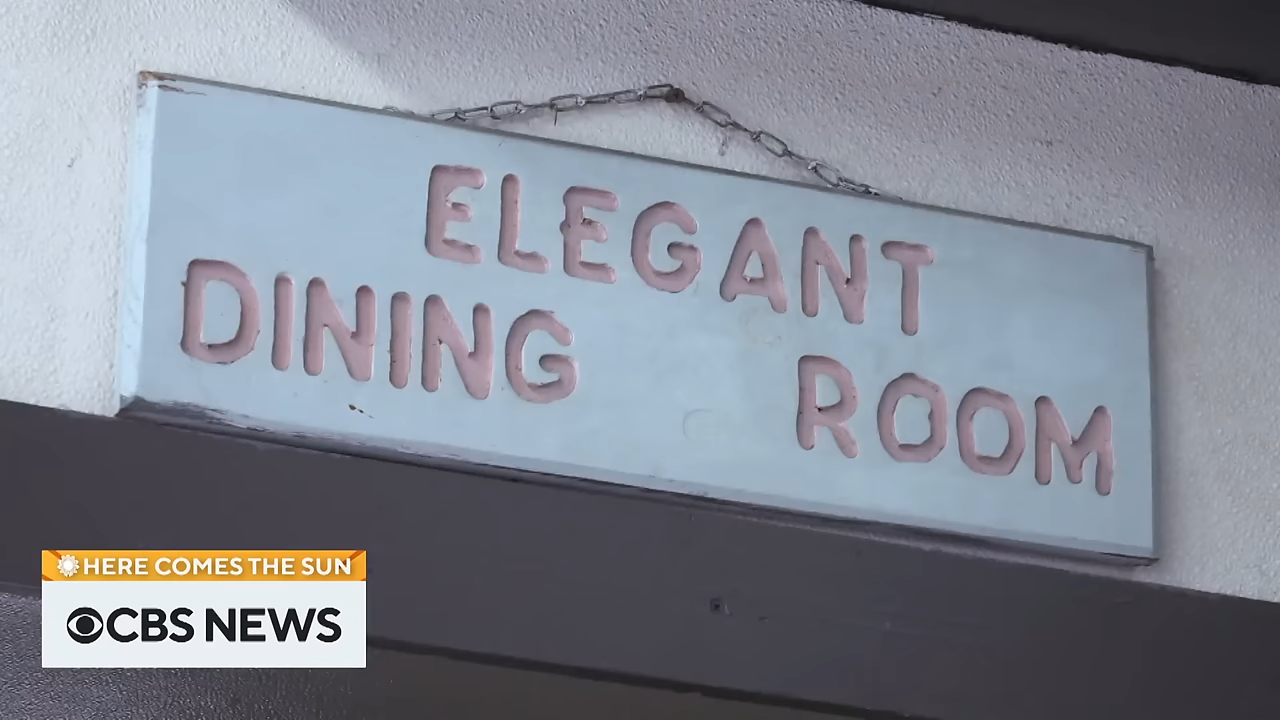 ELEGANT
DINING ROOM
HERE COMES THE SUN
CBS NEWS